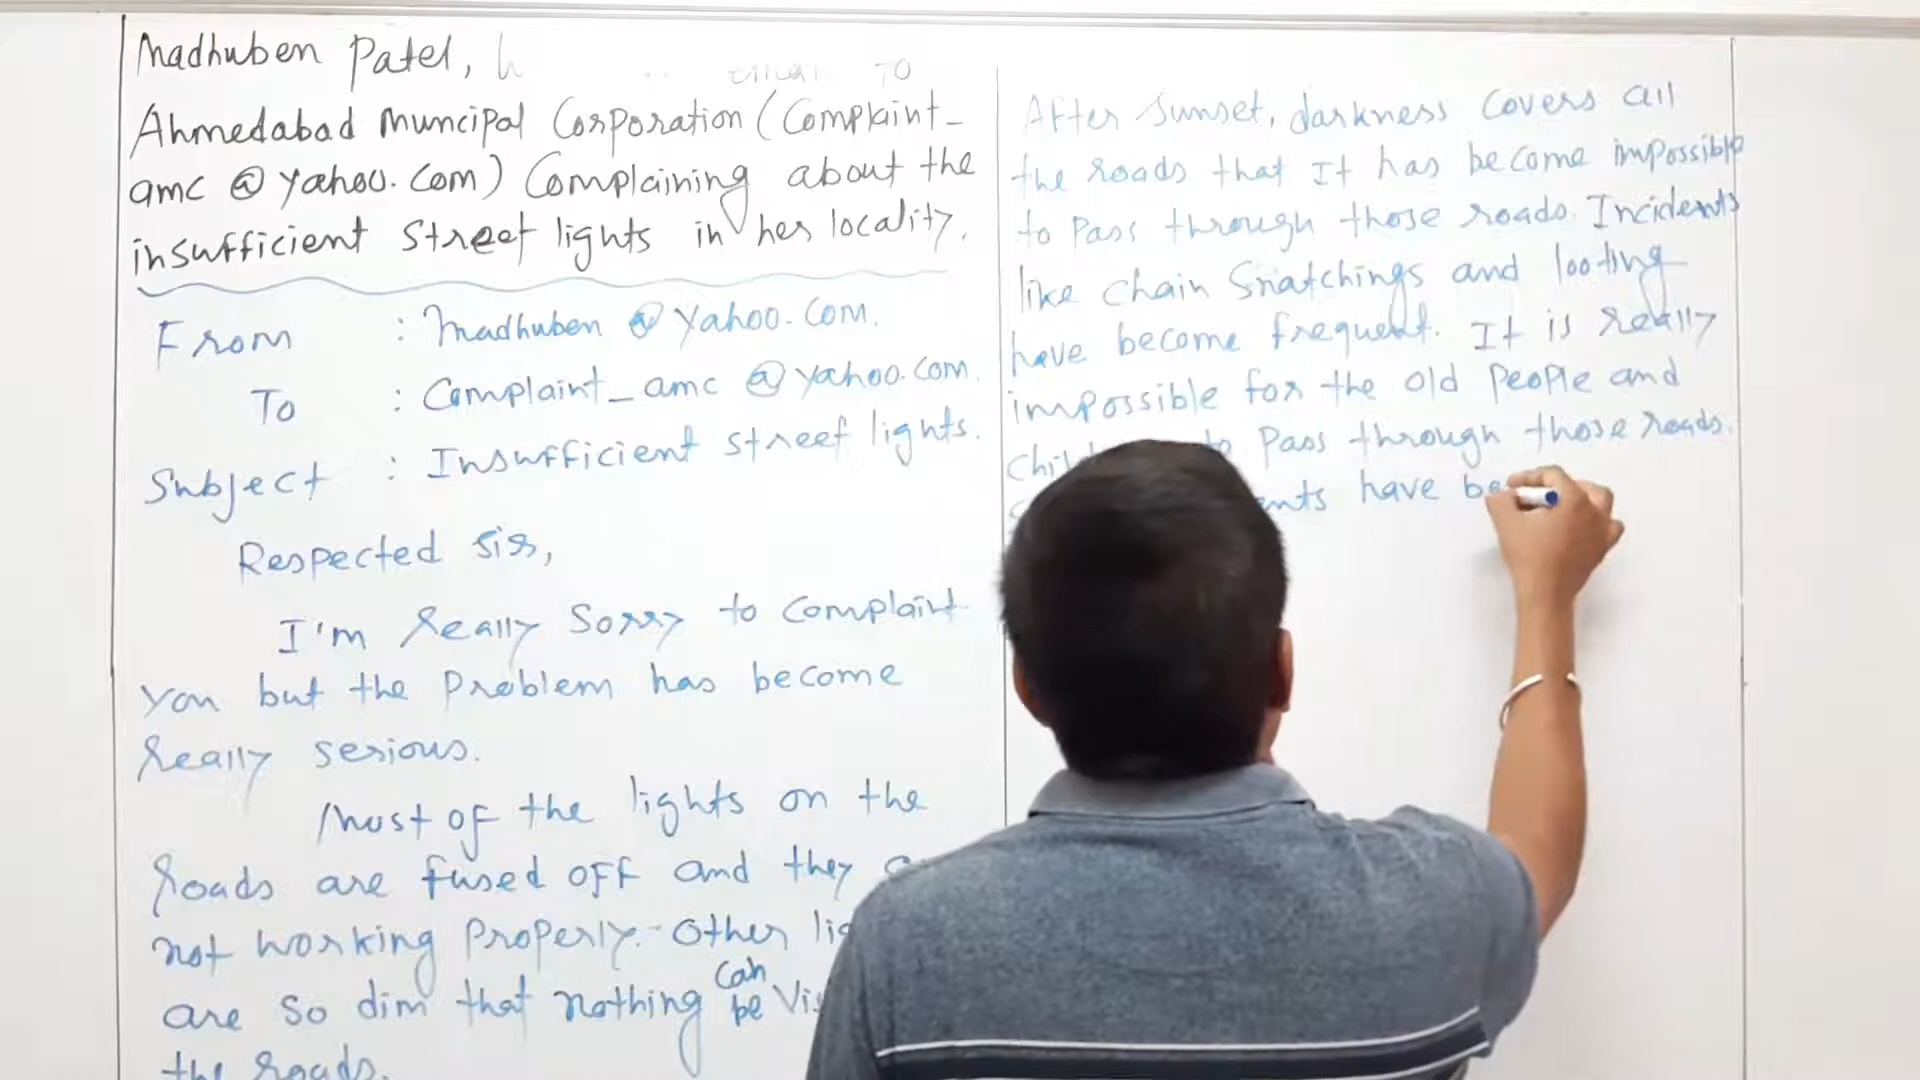 Madhuben Patel,
email To
Ahmedabad Muncipal Corporation (Complaint_
amc @ yahoo.com) Complaining about the
insufficient street lights in her locality.
From : Madhuben @ yahoo.com.
To : Complaint_amc @ yahoo.com.
Subject : Insufficient street lights.
Respected sir,
I'm really sorry to complaint
you but the problem has become
really serious.
Most of the lights on the
roads are fused off and they
not working properly. Other
are so dim that nothing can be
the roads.
After sunset, darkness covers all
the roads that It has become impossible
to pass through those roads. Incidents
like chain snatchings and looting
have become frequent. It is really
impossible for the old people and
to pass through those roads.
have be